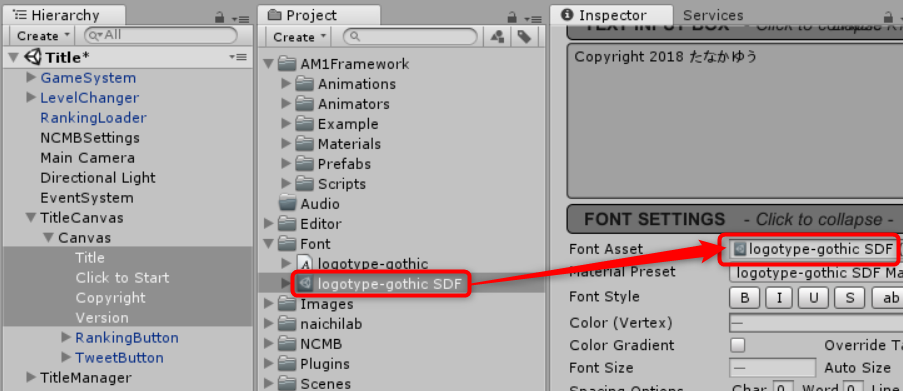 Hierarchy
Create
All
Title*
GameSystem
LevelChanger
RankingLoader
NCMBSettings
Main Camera
Directional Light
EventSystem
TitleCanvas
Canvas
Title
Click to Start
Copyright
Version
RankingButton
TweetButton
TitleManager
Project
Create
AM1Framework
Animations
Animators
Example
Materials
Prefabs
Scripts
Audio
Editor
Font
logotype-gothic
logotype-gothic SDF
Images
naichilab
NCMB
Plugins
Scenes
Inspector Services
TEXT INPUT BOX - Click to collapse
Copyright 2018 たなかゆう
FONT SETTINGS - Click to collapse -
Font Asset logotype-gothic SDF
Material Preset logotype-gothic SDF Ma
Font Style B I U S ab
Color (Vertex) —
Color Gradient Override Ta
Font Size — Auto Size
Spacing Options Char 0 Word 0 Line